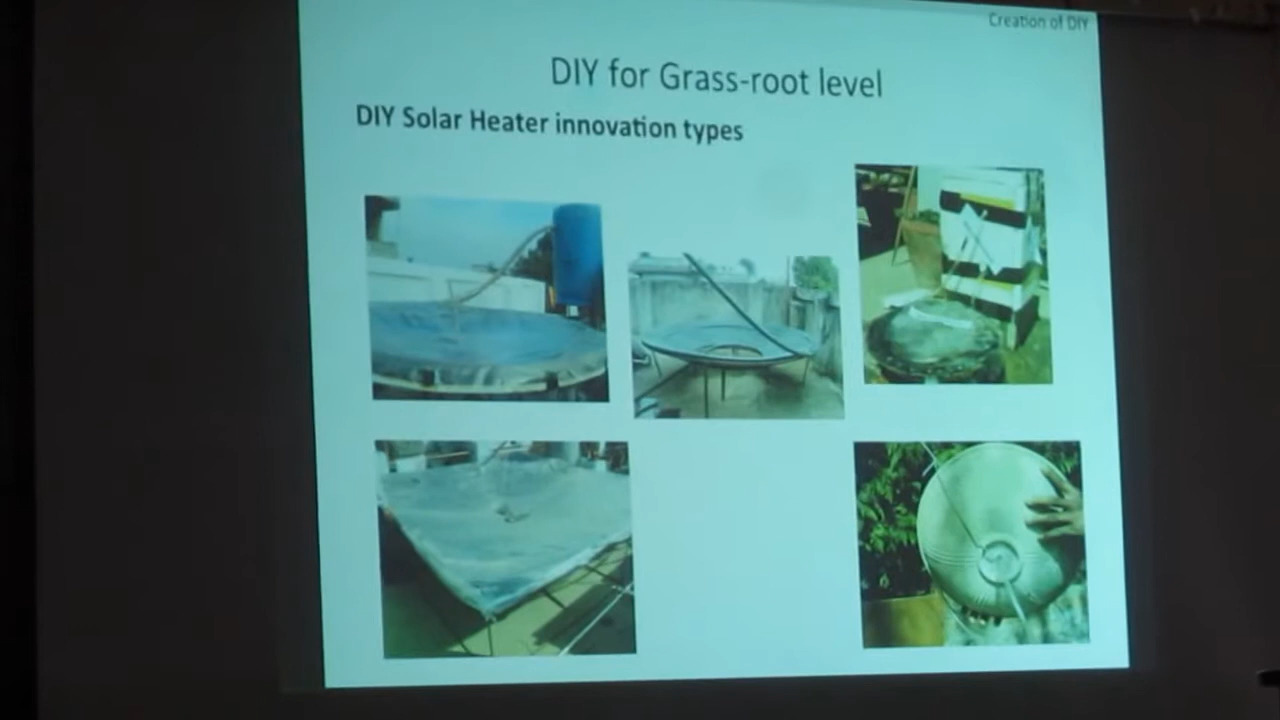 Creation of DIY
DIY for Grass-root level
DIY Solar Heater innovation types